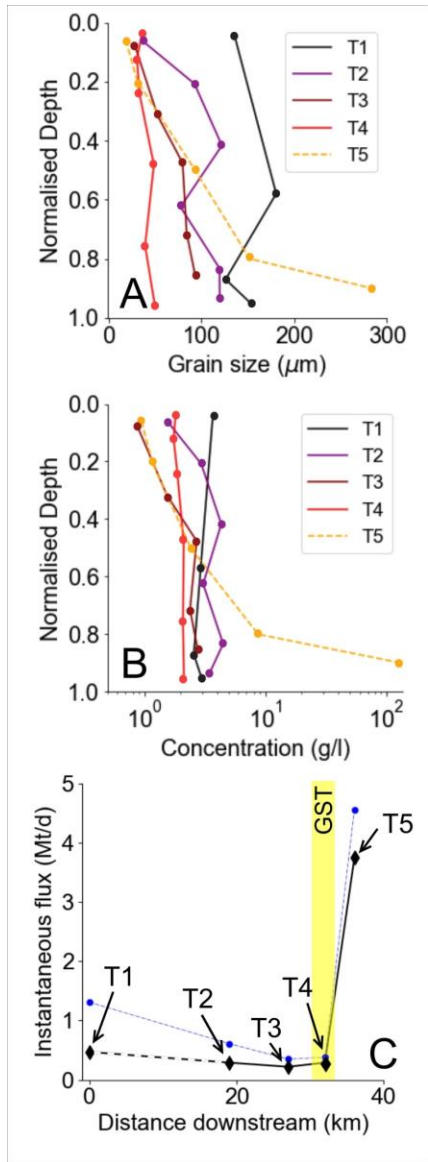 0.0
0.2
0.4
0.6
0.8
1.0
Normalised Depth
T1
T2
T3
T4
T5
A
0 100 200 300
Grain size (μm)
0.0
0.2
0.4
0.6
0.8
1.0
Normalised Depth
T1
T2
T3
T4
T5
B
10⁰ 10¹ 10²
Concentration (g/l)
5
4
3
2
1
0
Instantaneous flux (Mt/d)
GST
T1
T2
T3
T4
T5
C
0 20 40
Distance downstream (km)